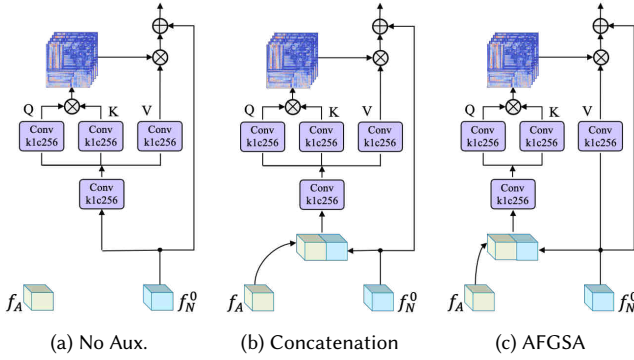 Q
K
V
Conv
k1c256
Conv
k1c256
Conv
k1c256
Conv
k1c256
f_A
f_N^0
(a) No Aux.
Q
K
V
Conv
k1c256
Conv
k1c256
Conv
k1c256
Conv
k1c256
f_A
f_N^0
(b) Concatenation
Q
K
V
Conv
k1c256
Conv
k1c256
Conv
k1c256
Conv
k1c256
f_A
f_N^0
(c) AFGSA